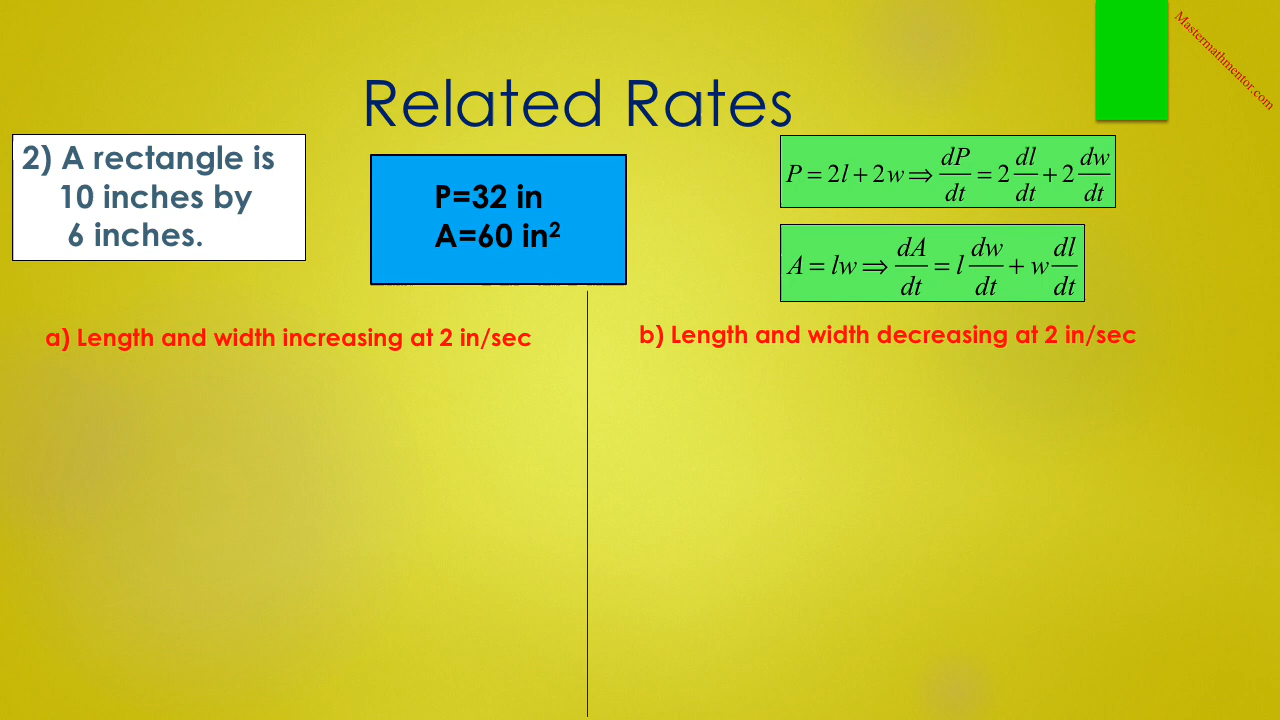 Mastermathmentor.com
Related Rates
2) A rectangle is
10 inches by
6 inches.
P=32 in
A=60 in²
P = 2l + 2w ⇒ dP/dt = 2 dl/dt + 2 dw/dt
A = lw ⇒ dA/dt = l dw/dt + w dl/dt
a) Length and width increasing at 2 in/sec
b) Length and width decreasing at 2 in/sec